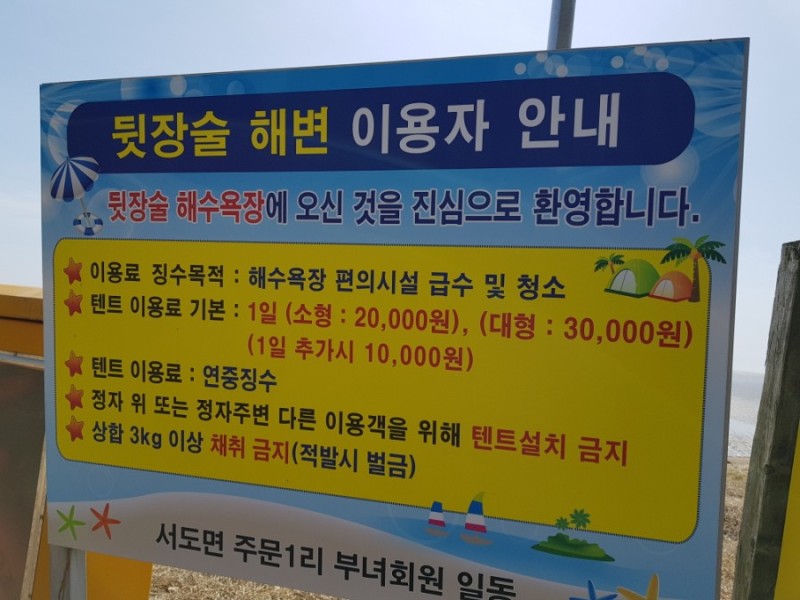 뒷장술 해변 이용자 안내
뒷장술 해수욕장에 오신 것을 진심으로 환영합니다.
이용료 징수목적 : 해수욕장 편의시설 급수 및 청소
텐트 이용료 기본 : 1일 (소형 : 20,000원), (대형 : 30,000원)
(1일 추가시 10,000원)
텐트 이용료 : 연중징수
정자 위 또는 정자주변 다른 이용객을 위해 텐트설치 금지
상합 3kg 이상 채취 금지(적발시 벌금)
서도면 주문1리 부녀회원 일동